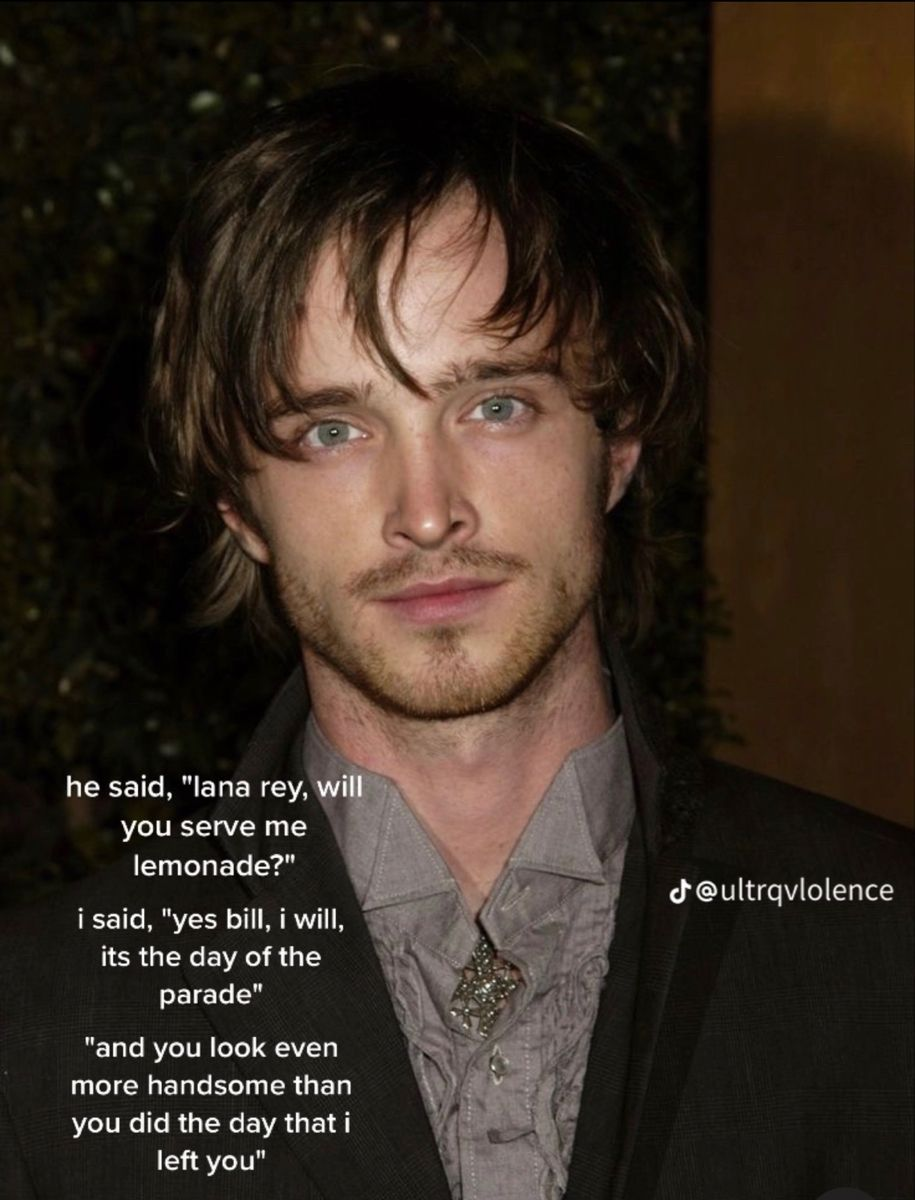 he said, "lana rey, will
you serve me
lemonade?"
i said, "yes bill, i will,
its the day of the
parade"
"and you look even
more handsome than
you did the day that i
left you"
@ultrqvlolence